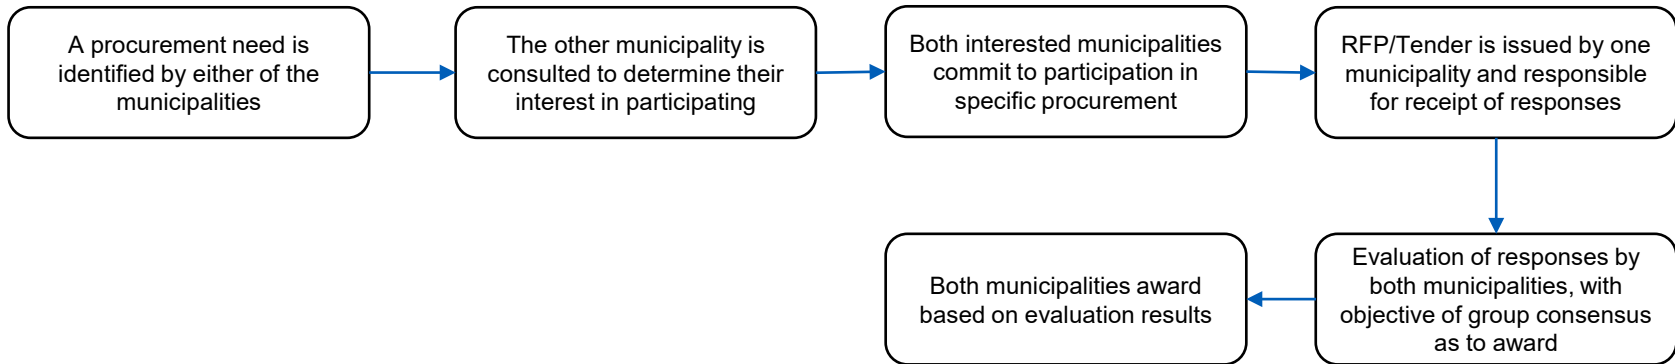 A procurement need is
identified by either of the
municipalities
The other municipality is
consulted to determine their
interest in participating
Both interested municipalities
commit to participation in
specific procurement
RFP/Tender is issued by one
municipality and responsible
for receipt of responses
Evaluation of responses by
both municipalities, with
objective of group consensus
as to award
Both municipalities award
based on evaluation results